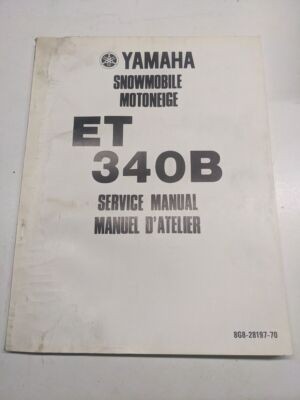 YAMAHA
SNOWMOBILE
MOTONEIGE
ET
340B
SERVICE MANUAL
MANUEL D'ATELIER
8G8-28197-70